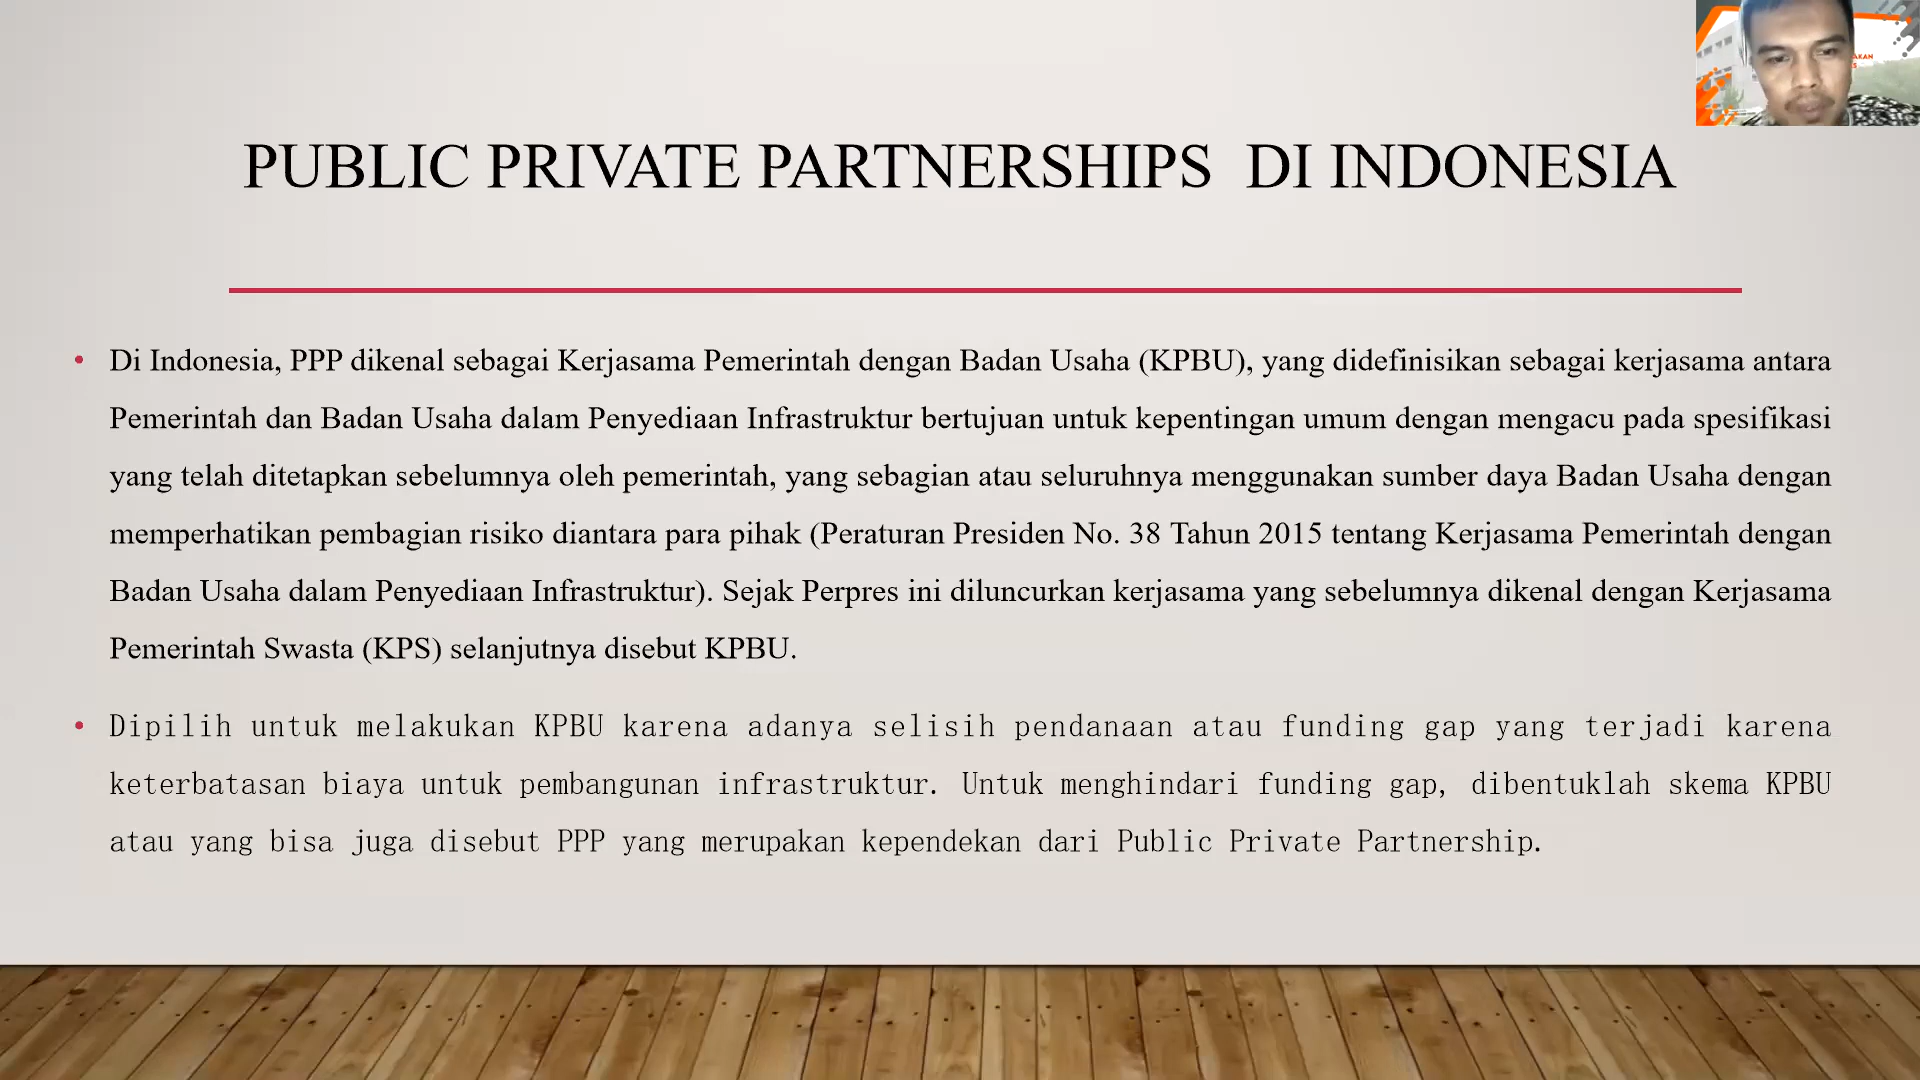 PUBLIC PRIVATE PARTNERSHIPS  DI INDONESIA
• Di Indonesia, PPP dikenal sebagai Kerjasama Pemerintah dengan Badan Usaha (KPBU), yang didefinisikan sebagai kerjasama antara
Pemerintah dan Badan Usaha dalam Penyediaan Infrastruktur bertujuan untuk kepentingan umum dengan mengacu pada spesifikasi
yang telah ditetapkan sebelumnya oleh pemerintah, yang sebagian atau seluruhnya menggunakan sumber daya Badan Usaha dengan
memperhatikan pembagian risiko diantara para pihak (Peraturan Presiden No. 38 Tahun 2015 tentang Kerjasama Pemerintah dengan
Badan Usaha dalam Penyediaan Infrastruktur). Sejak Perpres ini diluncurkan kerjasama yang sebelumnya dikenal dengan Kerjasama
Pemerintah Swasta (KPS) selanjutnya disebut KPBU.
• Dipilih untuk melakukan KPBU karena adanya selisih pendanaan atau funding gap yang terjadi karena
keterbatasan biaya untuk pembangunan infrastruktur. Untuk menghindari funding gap, dibentuklah skema KPBU
atau yang bisa juga disebut PPP yang merupakan kependekan dari Public Private Partnership.